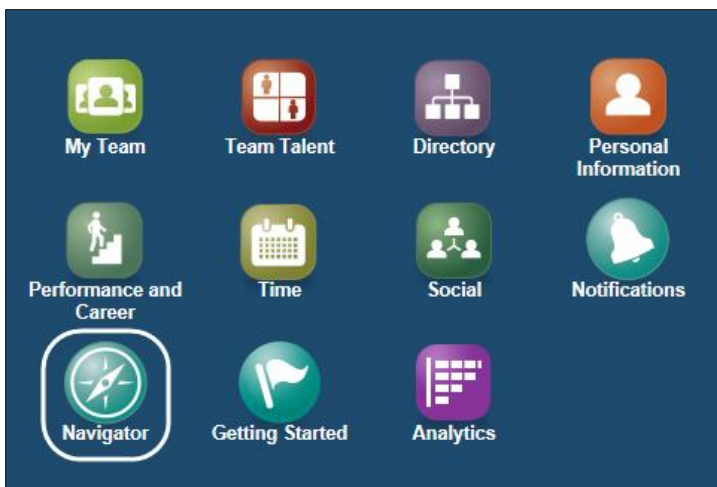 My Team
Team Talent
Directory
Personal
Information
Performance and
Career
Time
Social
Notifications
Navigator
Getting Started
Analytics